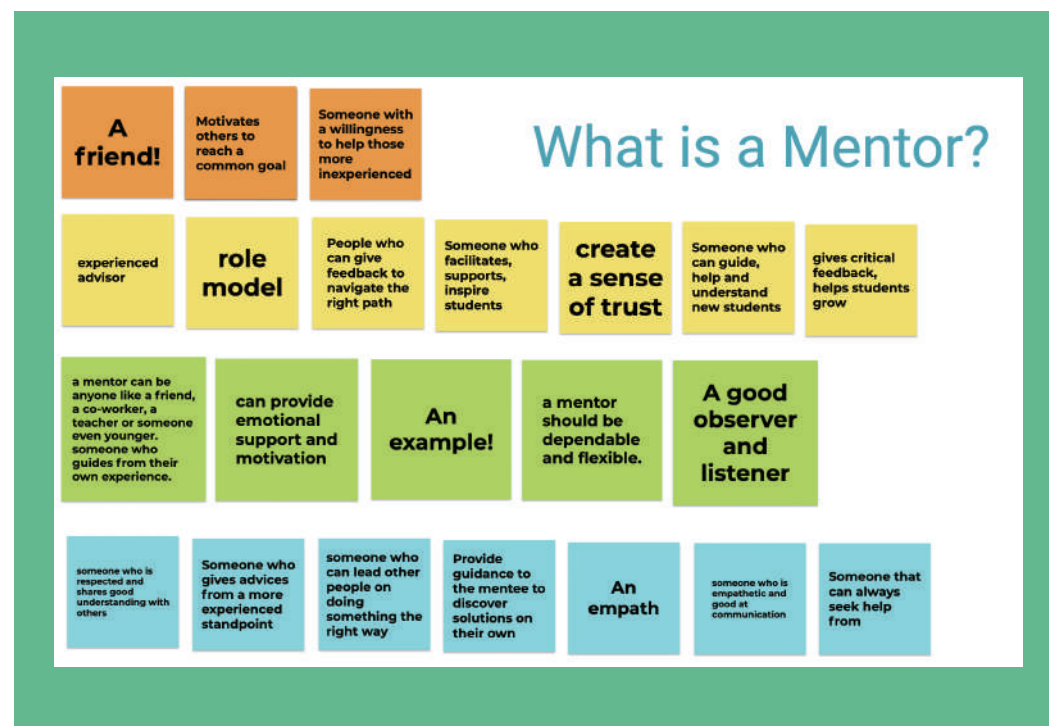 What is a Mentor?
A
friend!
Motivates
others to
reach a
common goal
Someone with
a willingness
to help those
more
inexperienced
experienced
advisor
role
model
People who
can give
feedback to
navigate the
right path
Someone who
facilitates,
supports,
inspire
students
create
a sense
of trust
Someone who
can guide,
help and
understand
new students
gives critical
feedback,
helps students
grow
a mentor can be
anyone like a friend,
a co-worker, a
teacher or someone
even younger.
someone who
guides from their
own experience.
can provide
emotional
support and
motivation
An
example!
a mentor
should be
dependable
and flexible.
A good
observer
and
listener
someone who is
respected and
shares good
understanding with
others
Someone who
gives advices
from a more
experienced
standpoint
someone who
can lead other
people on
doing
something the
right way
Provide
guidance to
the mentee to
discover
solutions on
their own
An
empath
someone who is
empathetic and
good at
communication
Someone that
can always
seek help
from